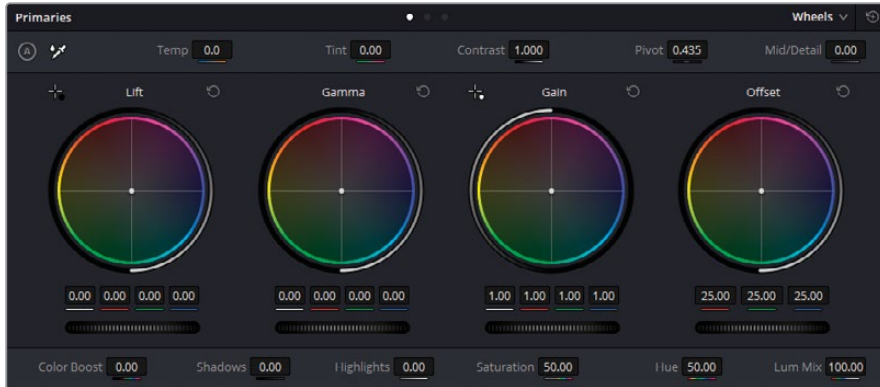 Primaries
Wheels
A
Temp 0.0 Tint 0.00 Contrast 1.000 Pivot 0.435 Mid/Detail 0.00
Lift Gamma Gain Offset
0.00 0.00 0.00 0.00 0.00 0.00 0.00 0.00 1.00 1.00 1.00 1.00 25.00 25.00 25.00
Color Boost 0.00 Shadows 0.00 Highlights 0.00 Saturation 50.00 Hue 50.00 Lum Mix 100.00